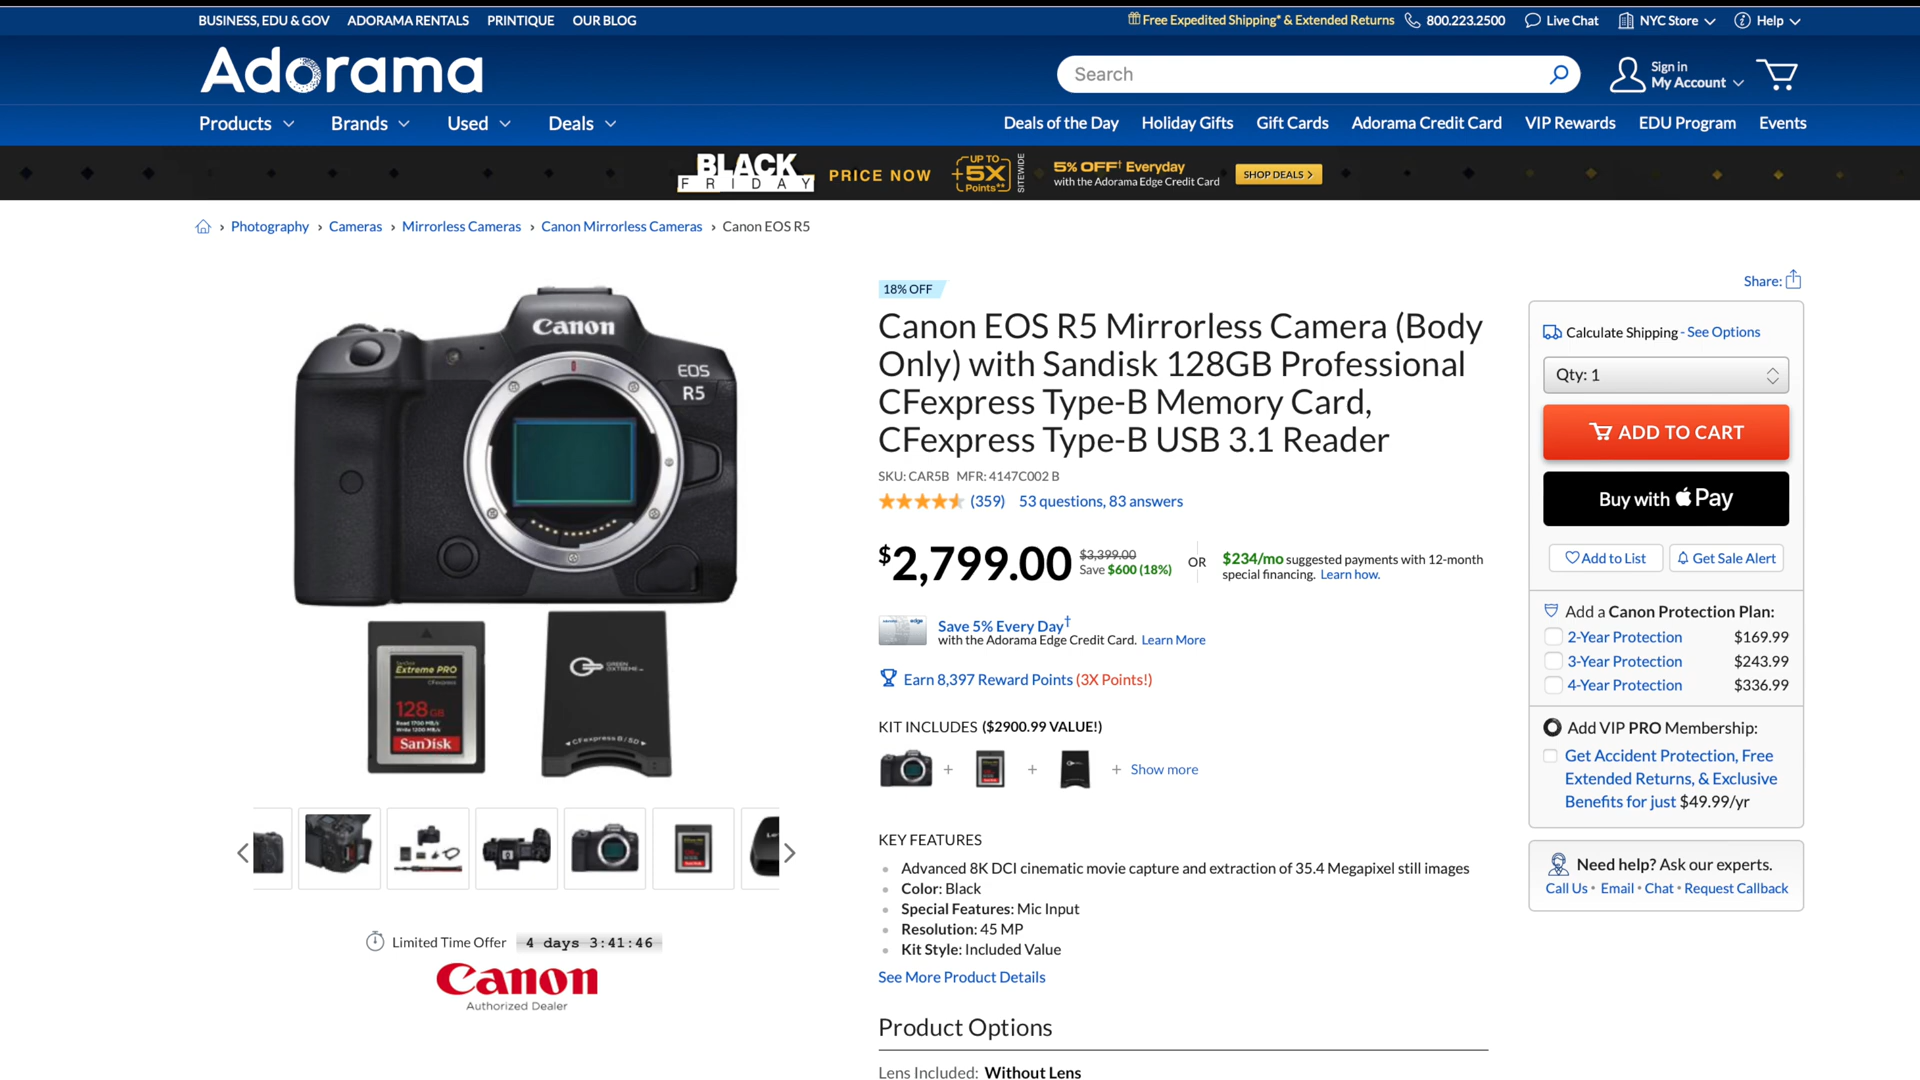 BUSINESS, EDU & GOV ADORAMA RENTALS PRINTIQUE OUR BLOG
Free Expedited Shipping* & Extended Returns 800.223.2500 Live Chat NYC Store Help
Adorama
Search
Sign in
My Account
Products Brands Used Deals
Deals of the Day Holiday Gifts Gift Cards Adorama Credit Card VIP Rewards EDU Program Events
BLACK
FRIDAY
PRICE NOW
UP TO
+5X
Points**
SITEWIDE
5% OFF† Everyday
with the Adorama Edge Credit Card
SHOP DEALS >
› Photography › Cameras › Mirrorless Cameras › Canon Mirrorless Cameras › Canon EOS R5
Canon
EOS
R5
SanDisk
Extreme PRO
CFexpress
128 GB
Read 1700 MB/s
Write 1200 MB/s
SanDisk
GREEN
EXTREME
CFexpress B / SD
Limited Time Offer 4 days 3:41:46
Canon
Authorized Dealer
18% OFF
Canon EOS R5 Mirrorless Camera (Body
Only) with Sandisk 128GB Professional
CFexpress Type-B Memory Card,
CFexpress Type-B USB 3.1 Reader
SKU: CAR5B MFR: 4147C002 B
(359) 53 questions, 83 answers
$2,799.00
$3,399.00
Save $600 (18%)
OR
$234/mo suggested payments with 12-month
special financing. Learn how.
edge
Save 5% Every Day†
with the Adorama Edge Credit Card. Learn More
Earn 8,397 Reward Points (3X Points!)
KIT INCLUDES ($2900.99 VALUE!)
+ + + Show more
KEY FEATURES
Advanced 8K DCI cinematic movie capture and extraction of 35.4 Megapixel still images
Color: Black
Special Features: Mic Input
Resolution: 45 MP
Kit Style: Included Value
See More Product Details
Product Options
Lens Included: Without Lens
Share:
Calculate Shipping - See Options
Qty: 1
ADD TO CART
Buy with Pay
Add to List
Get Sale Alert
Add a Canon Protection Plan:
2-Year Protection $169.99
3-Year Protection $243.99
4-Year Protection $336.99
Add VIP PRO Membership:
Get Accident Protection, Free
Extended Returns, & Exclusive
Benefits for just $49.99/yr
Need help? Ask our experts.
Call Us • Email • Chat • Request Callback